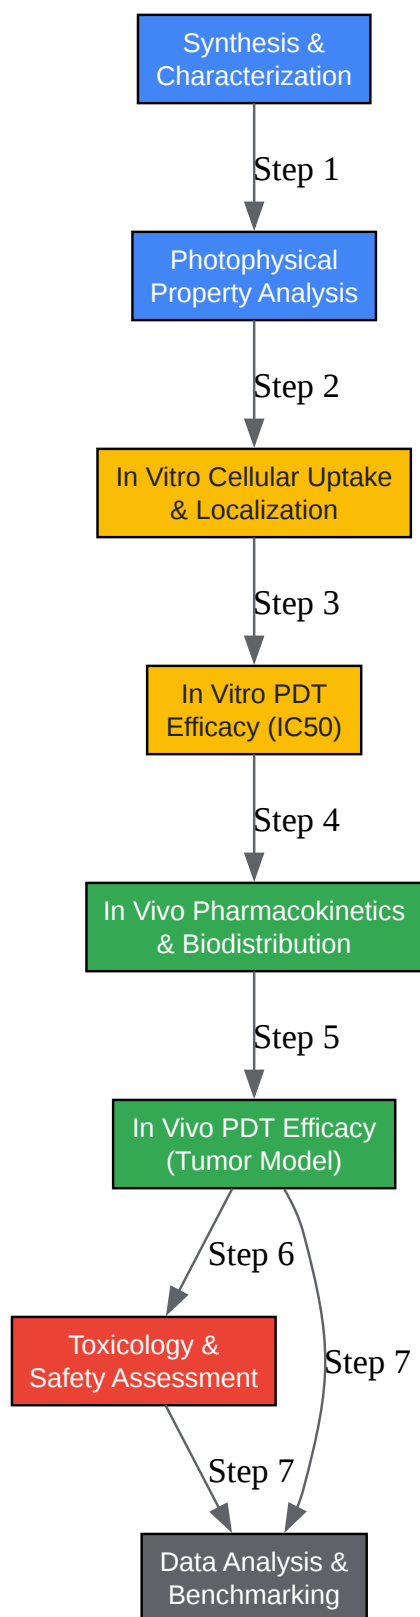 Synthesis &
Characterization
Step 1
Photophysical
Property Analysis
Step 2
In Vitro Cellular Uptake
& Localization
Step 3
In Vitro PDT
Efficacy (IC50)
Step 4
In Vivo Pharmacokinetics
& Biodistribution
Step 5
In Vivo PDT Efficacy
(Tumor Model)
Step 6
Toxicology &
Safety Assessment
Step 7
Step 7
Data Analysis &
Benchmarking